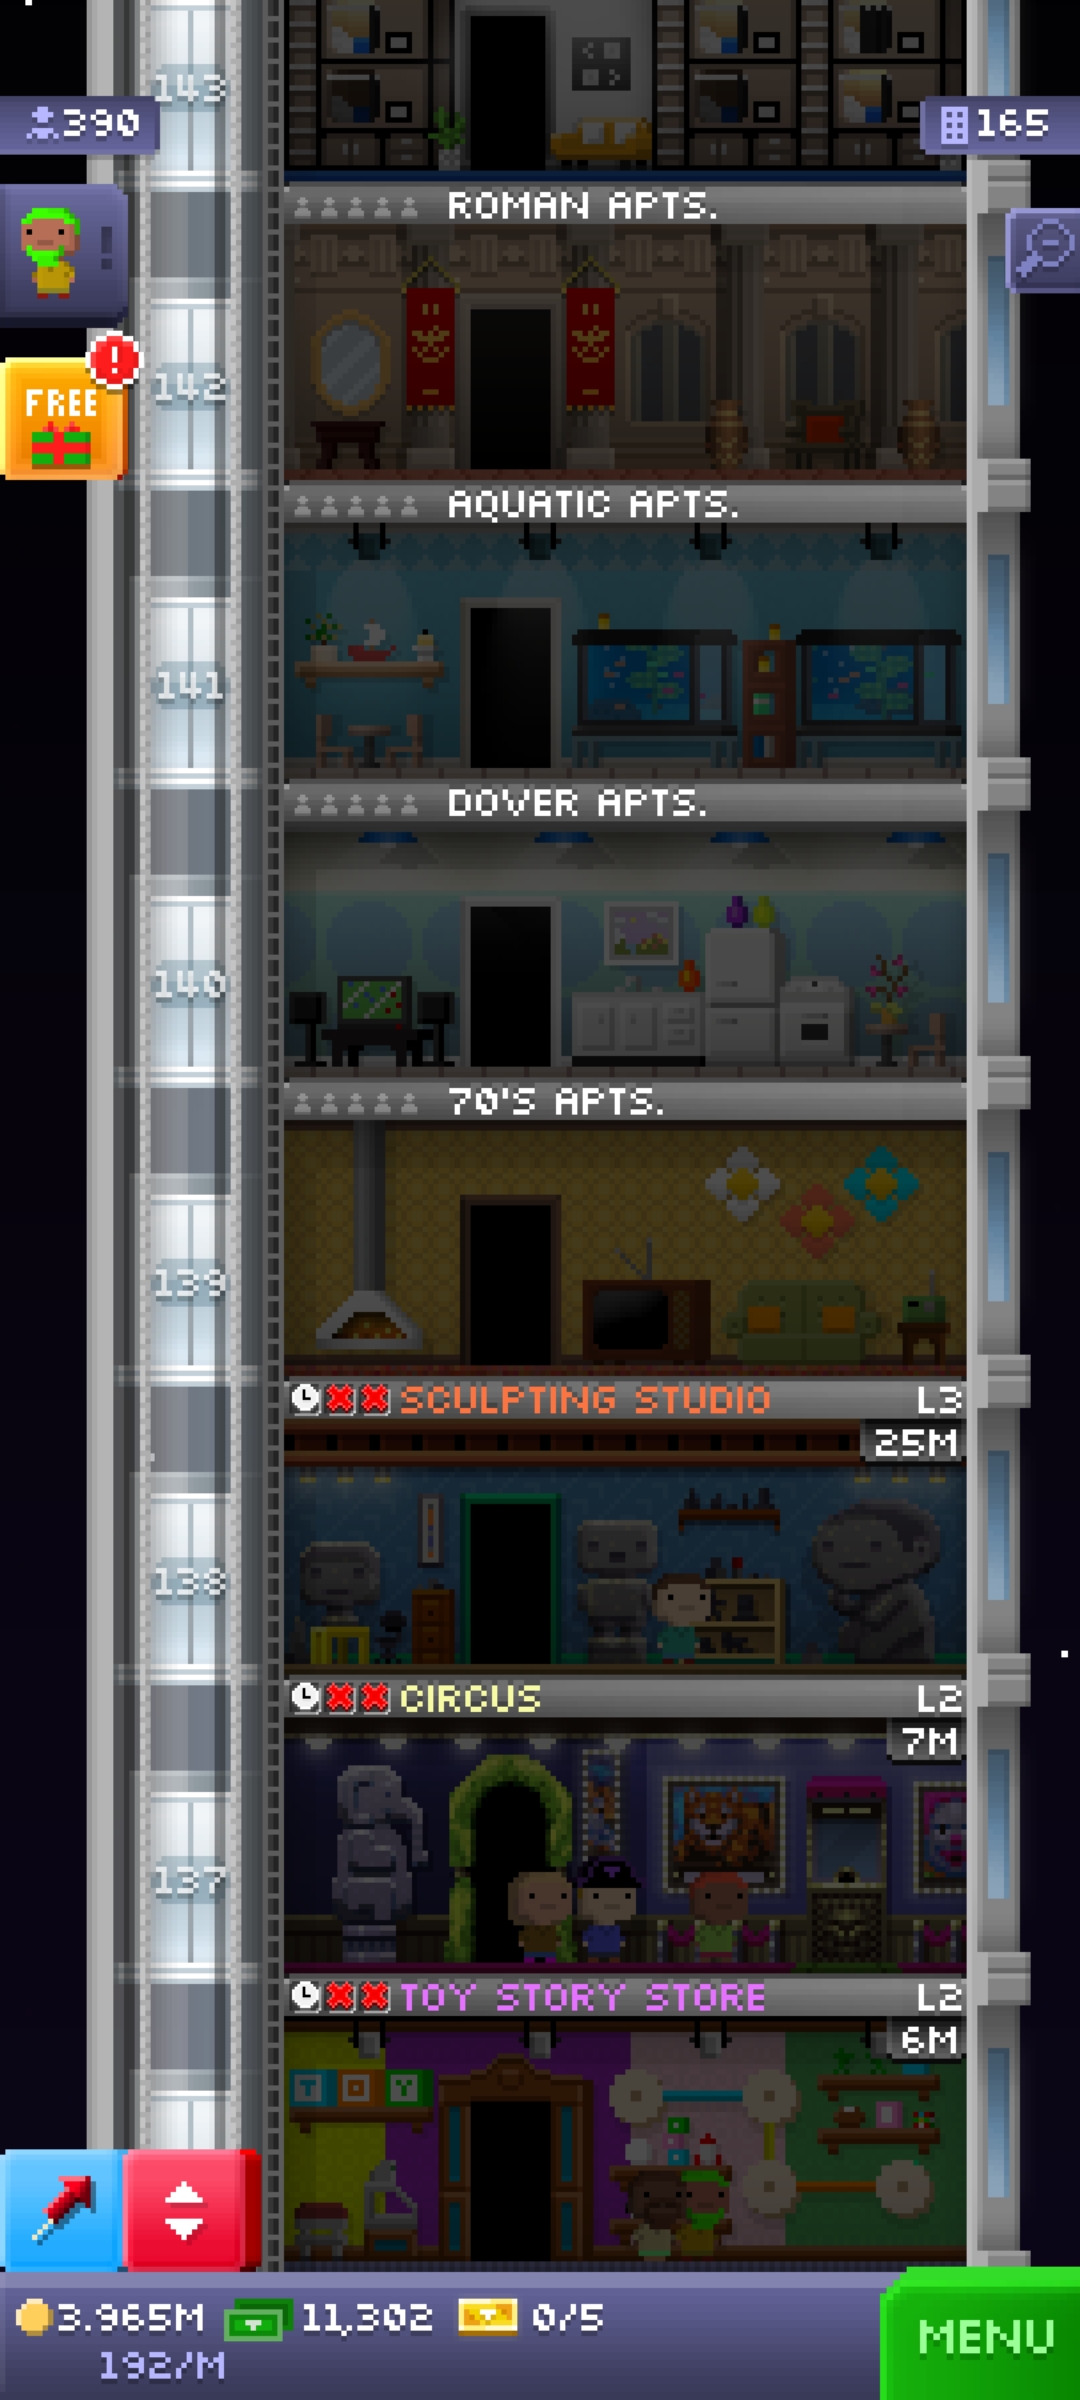 143
390
165
ROMAN APTS.
FREE
!
142
AQUATIC APTS.
141
DOVER APTS.
140
70'S APTS.
139
SCULPTING STUDIO L3
25M
138
CIRCUS L2
7M
137
TOY STORY STORE L2
6M
T O Y
3.965M 11,302 0/5
192/M
MENU